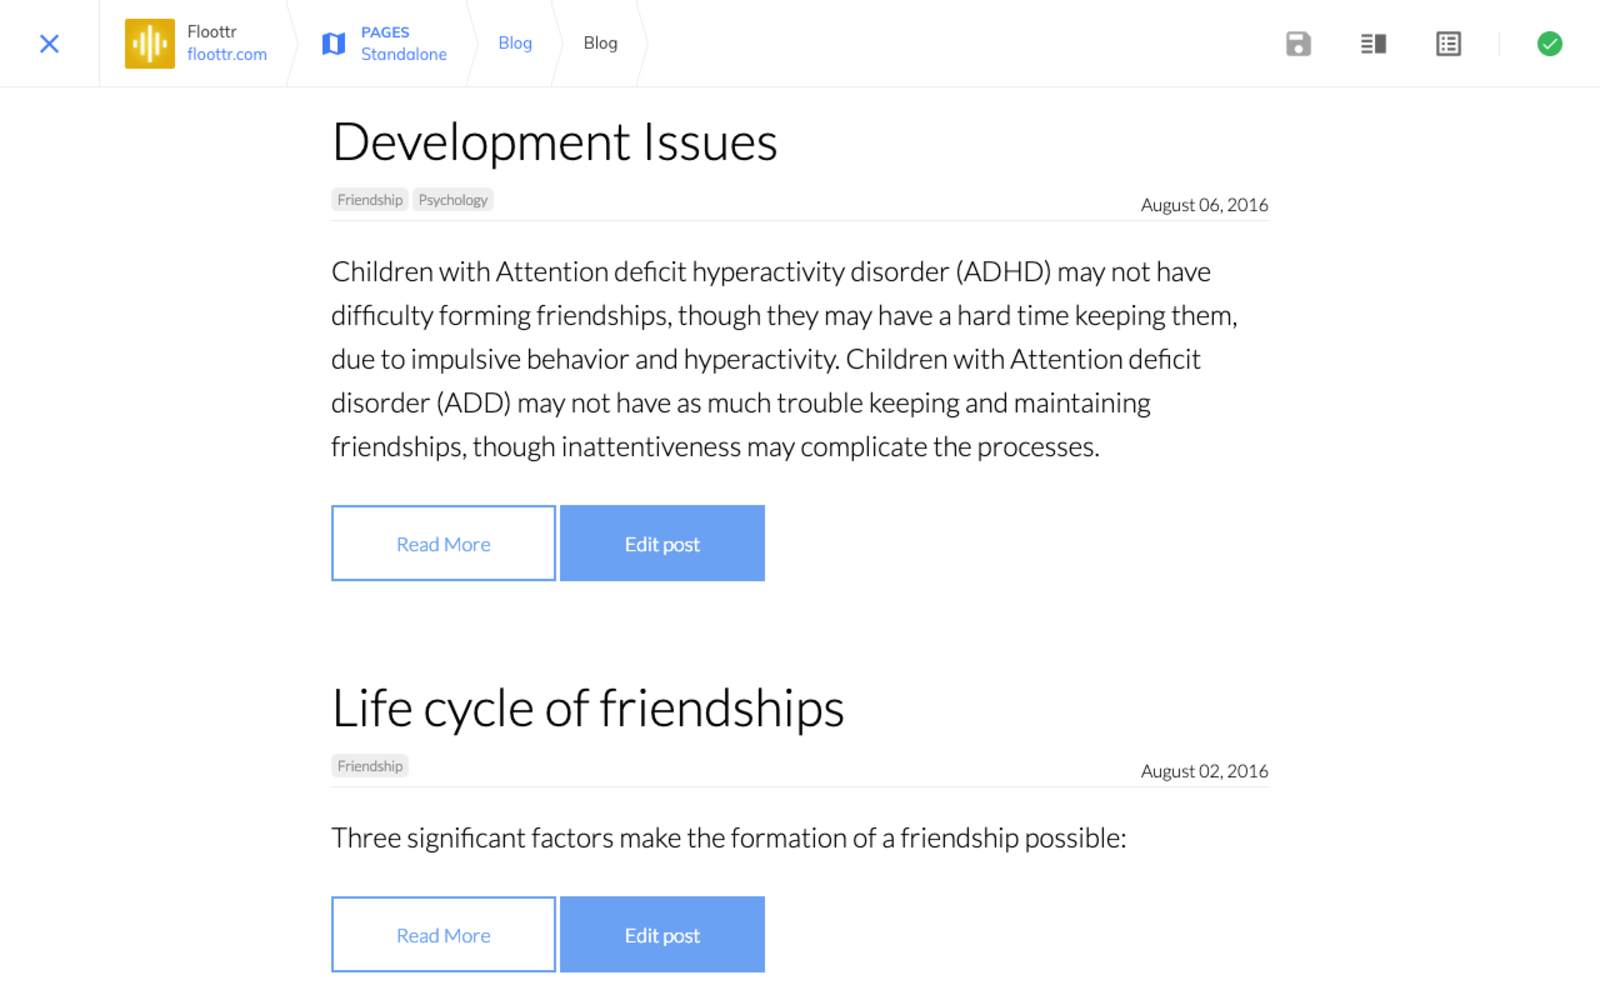 Floottr
floottr.com
PAGES
Standalone
Blog
Blog
Development Issues
Friendship Psychology
August 06, 2016
Children with Attention deficit hyperactivity disorder (ADHD) may not have
difficulty forming friendships, though they may have a hard time keeping them,
due to impulsive behavior and hyperactivity. Children with Attention deficit
disorder (ADD) may not have as much trouble keeping and maintaining
friendships, though inattentiveness may complicate the processes.
Read More
Edit post
Life cycle of friendships
Friendship
August 02, 2016
Three significant factors make the formation of a friendship possible:
Read More
Edit post